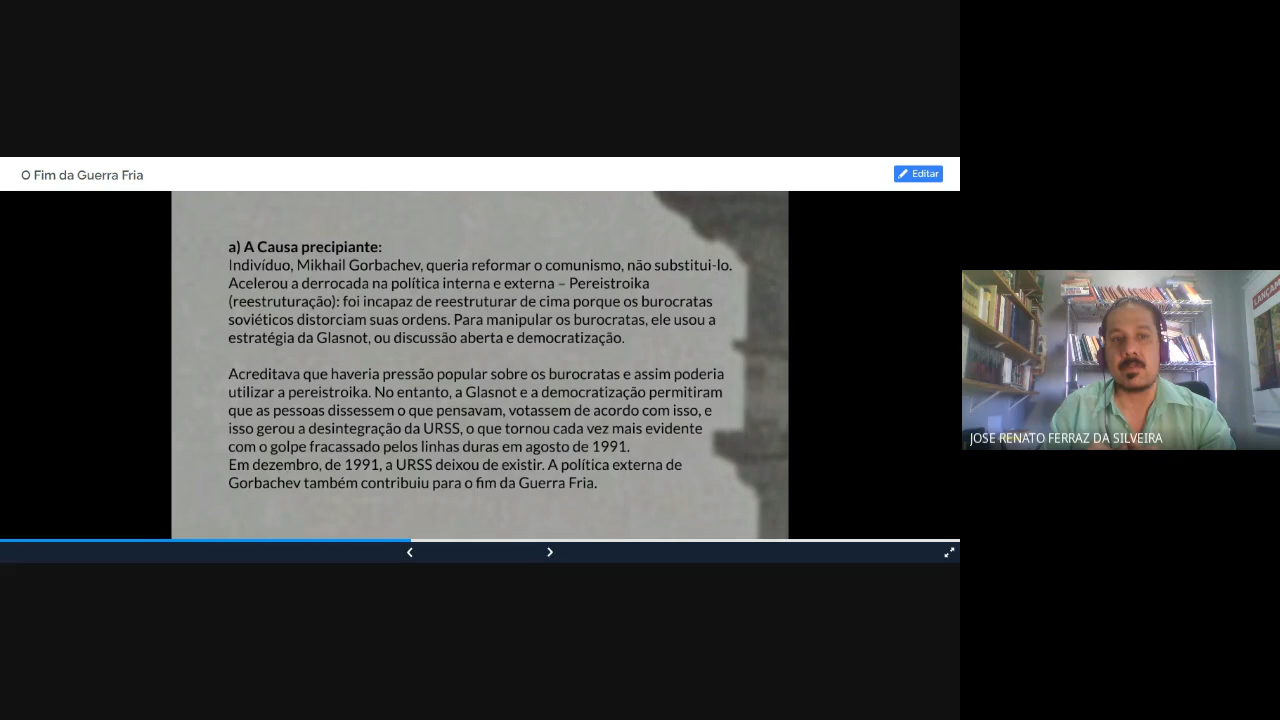 O Fim da Guerra Fria
Editar
a) A Causa precipiante:
Indivíduo, Mikhail Gorbachev, queria reformar o comunismo, não substitui-lo.
Acelerou a derrocada na política interna e externa – Pereistroika
(reestruturação): foi incapaz de reestruturar de cima porque os burocratas
soviéticos distorciam suas ordens. Para manipular os burocratas, ele usou a
estratégia da Glasnot, ou discussão aberta e democratização.
Acreditava que haveria pressão popular sobre os burocratas e assim poderia
utilizar a pereistroika. No entanto, a Glasnot e a democratização permitiram
que as pessoas dissessem o que pensavam, votassem de acordo com isso, e
isso gerou a desintegração da URSS, o que tornou cada vez mais evidente
com o golpe fracassado pelos linhas duras em agosto de 1991.
Em dezembro, de 1991, a URSS deixou de existir. A política externa de
Gorbachev também contribuiu para o fim da Guerra Fria.
LANÇAM
JOSE RENATO FERRAZ DA SILVEIRA